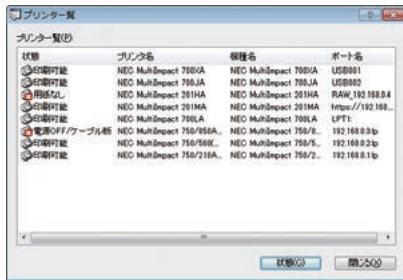 プリンター覧
プリンター覧(P)
状態 プリンタ名 機種名 ポート名
印刷可能 NEC MultiImpact 700XA NEC MultiImpact 700XA USB001
印刷可能 NEC MultiImpact 700JA NEC MultiImpact 700JA USB002
用紙なし NEC MultiImpact 201HA NEC MultiImpact 201HA RAW_192.168.0.4
印刷可能 NEC MultiImpact 201MA NEC MultiImpact 201MA https://192.168...
印刷可能 NEC MultiImpact 700LA NEC MultiImpact 700LA LPT1:
電源OFF/ケーブル断 NEC MultiImpact 750/850A... NEC MultiImpact 750/8... 192.168.0.3:lp
印刷可能 NEC MultiImpact 750/560(... NEC MultiImpact 750/5... 192.168.0.2:lp
印刷可能 NEC MultiImpact 750/210A... NEC MultiImpact 750/2... 192.168.1.1:lp
状態(G) 閉じる(X)